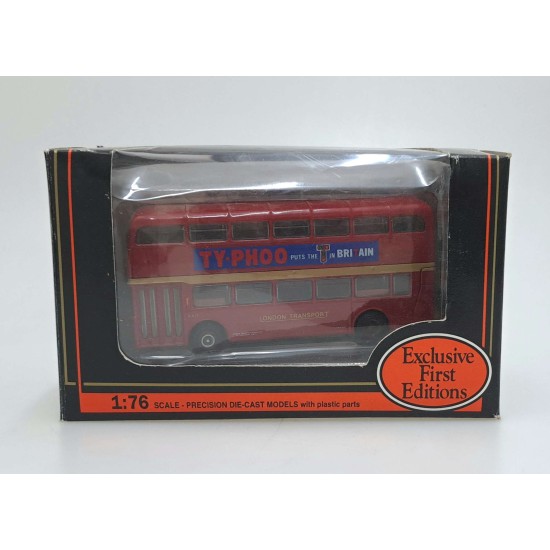 TY·PHOO PUTS THE T IN BRITAIN
LONDON TRANSPORT
Exclusive
First
Editions
1:76 SCALE - PRECISION DIE-CAST MODELS with plastic parts